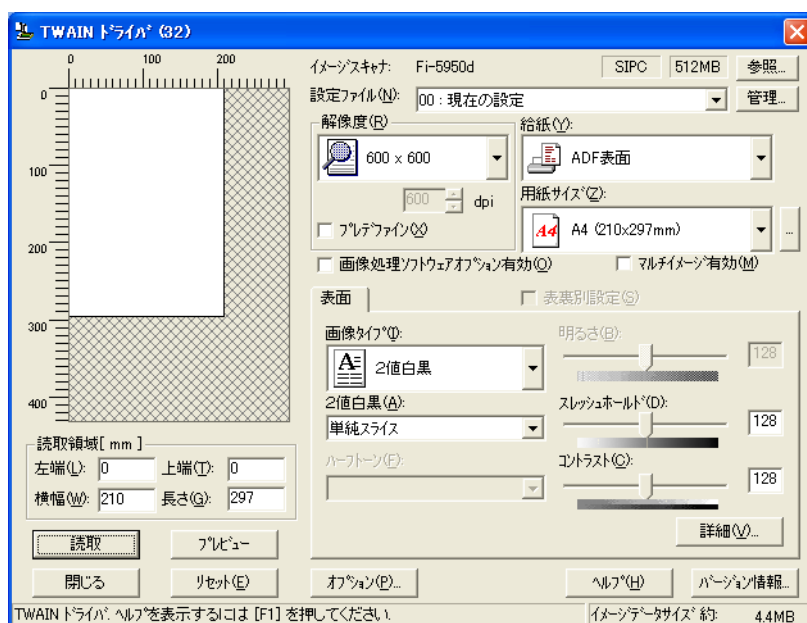 TWAIN ﾄﾞﾗｲﾊﾞ (32)
0 100 200
0
100
200
300
400
ｲﾒｰｼﾞｽｷｬﾅ: Fi-5950d SIPC 512MB 参照...
設定ﾌｧｲﾙ(N): 00 : 現在の設定 管理...
解像度(R) 給紙(Y):
600 x 600 ADF表面
600 dpi 用紙ｻｲｽﾞ(Z):
ﾌﾟﾚﾃﾞﾌｧｲﾝ(X) A4 A4 (210x297mm) ...
画像処理ｿﾌﾄｳｪｱｵﾌﾟｼｮﾝ有効(O) ﾏﾙﾁｲﾒｰｼﾞ有効(M)
表面 表裏別設定(S)
画像ﾀｲﾌﾟ(I): 明るさ(B):
A 2値白黒 128
2値白黒(A): ｽﾚｯｼｭﾎｰﾙﾄﾞ(D):
単純ｽﾗｲｽ 128
ﾊｰﾌﾄｰﾝ(F): ｺﾝﾄﾗｽﾄ(C):
128
詳細(V)...
読取領域[ mm ]
左端(L): 0 上端(T): 0
横幅(W): 210 長さ(G): 297
読取 ﾌﾟﾚﾋﾞｭｰ
閉じる ﾘｾｯﾄ(E) ｵﾌﾟｼｮﾝ(P)... ﾍﾙﾌﾟ(H) ﾊﾞｰｼﾞｮﾝ情報...
TWAIN ﾄﾞﾗｲﾊﾞ. ﾍﾙﾌﾟを表示するには [F1] を押してください. ｲﾒｰｼﾞﾃﾞｰﾀｻｲｽﾞ 約: 4.4MB